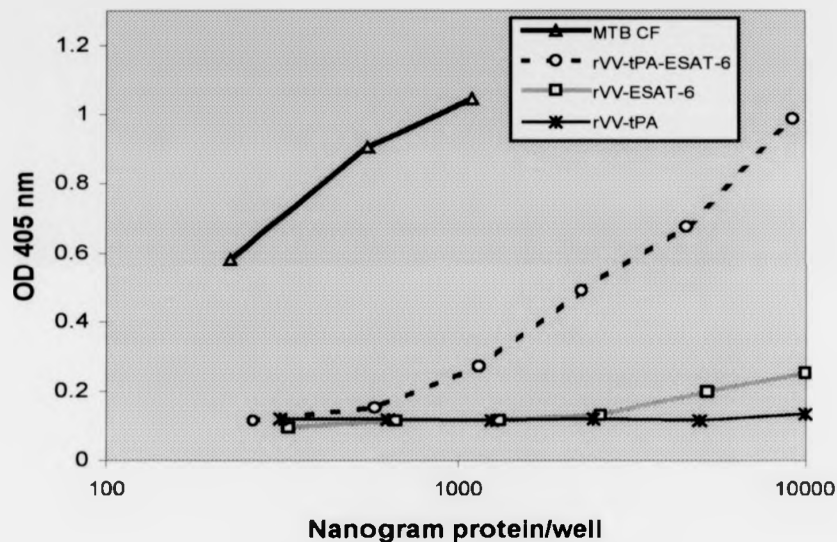 1.2
1
0.8
0.6
0.4
0.2
0
OD 405 nm
MTB CF
rVV-tPA-ESAT-6
rVV-ESAT-6
rVV-tPA
100
1000
10000
Nanogram protein/well